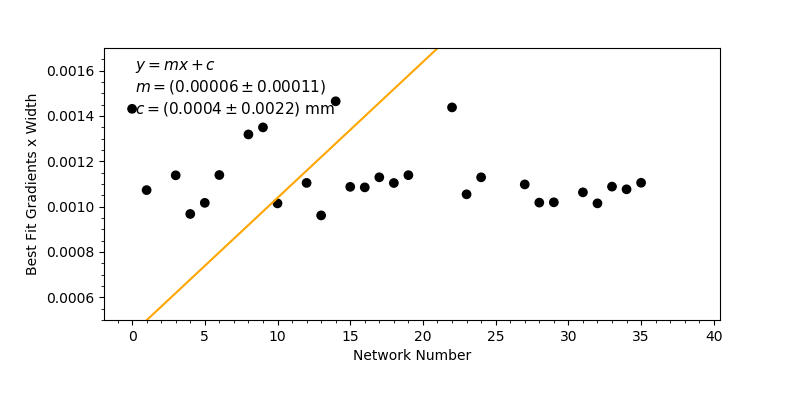 y = mx + c
m = (0.00006 ± 0.00011)
c = (0.0004 ± 0.0022) mm
0.0016
0.0014
0.0012
0.0010
0.0008
0.0006
Best Fit Gradients x Width
0 5 10 15 20 25 30 35 40
Network Number